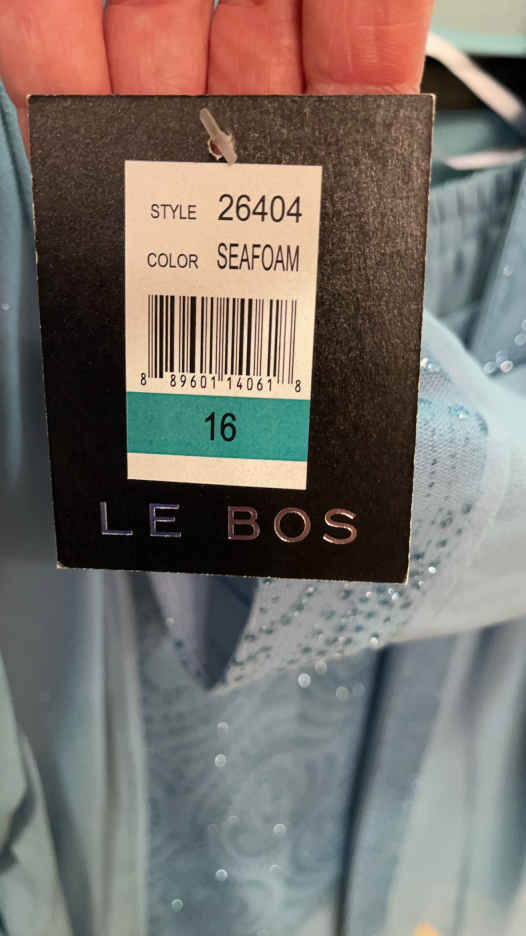 STYLE 26404
COLOR SEAFOAM
8 89601 14061 8
16
LE BOS